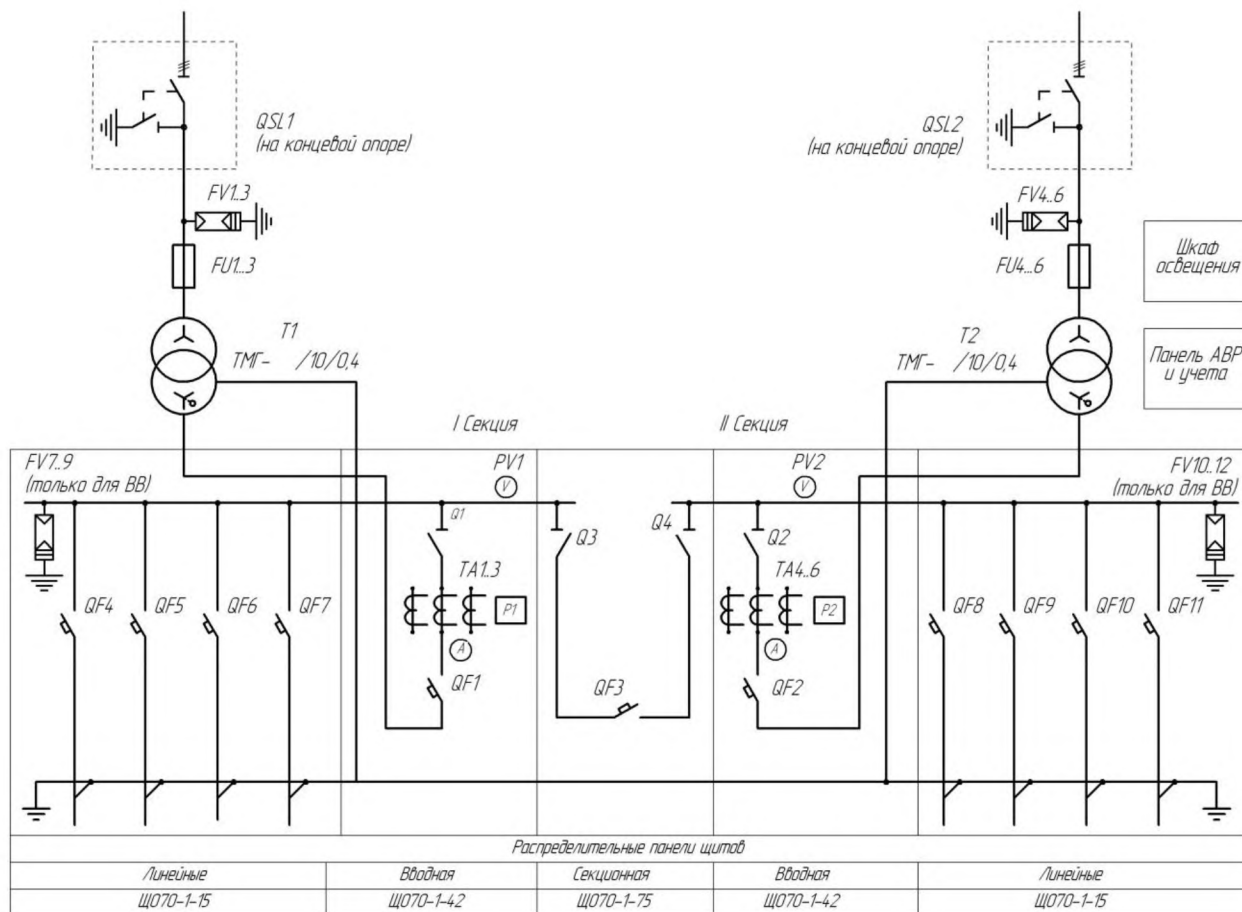 QSL1
(на концевой опоре)
QSL2
(на концевой опоре)
FV1..3
FV4..6
FU1..3
FU4..6
Шкаф
освещения
T1
ТМГ- /10/0,4
T2
ТМГ- /10/0,4
Панель АВР
и учета
I Секция
II Секция
FV7..9
(только для ВВ)
PV1
V
PV2
V
FV10..12
(только для ВВ)
Q1
Q3
Q4
Q2
TA1..3
TA4..6
P1
P2
QF4
QF5
QF6
QF7
QF8
QF9
QF10
QF11
A
A
QF1
QF3
QF2
Распределительные панели щитов
Линейные
Вводная
Секционная
Вводная
Линейные
ЩО70-1-15
ЩО70-1-42
ЩО70-1-75
ЩО70-1-42
ЩО70-1-15